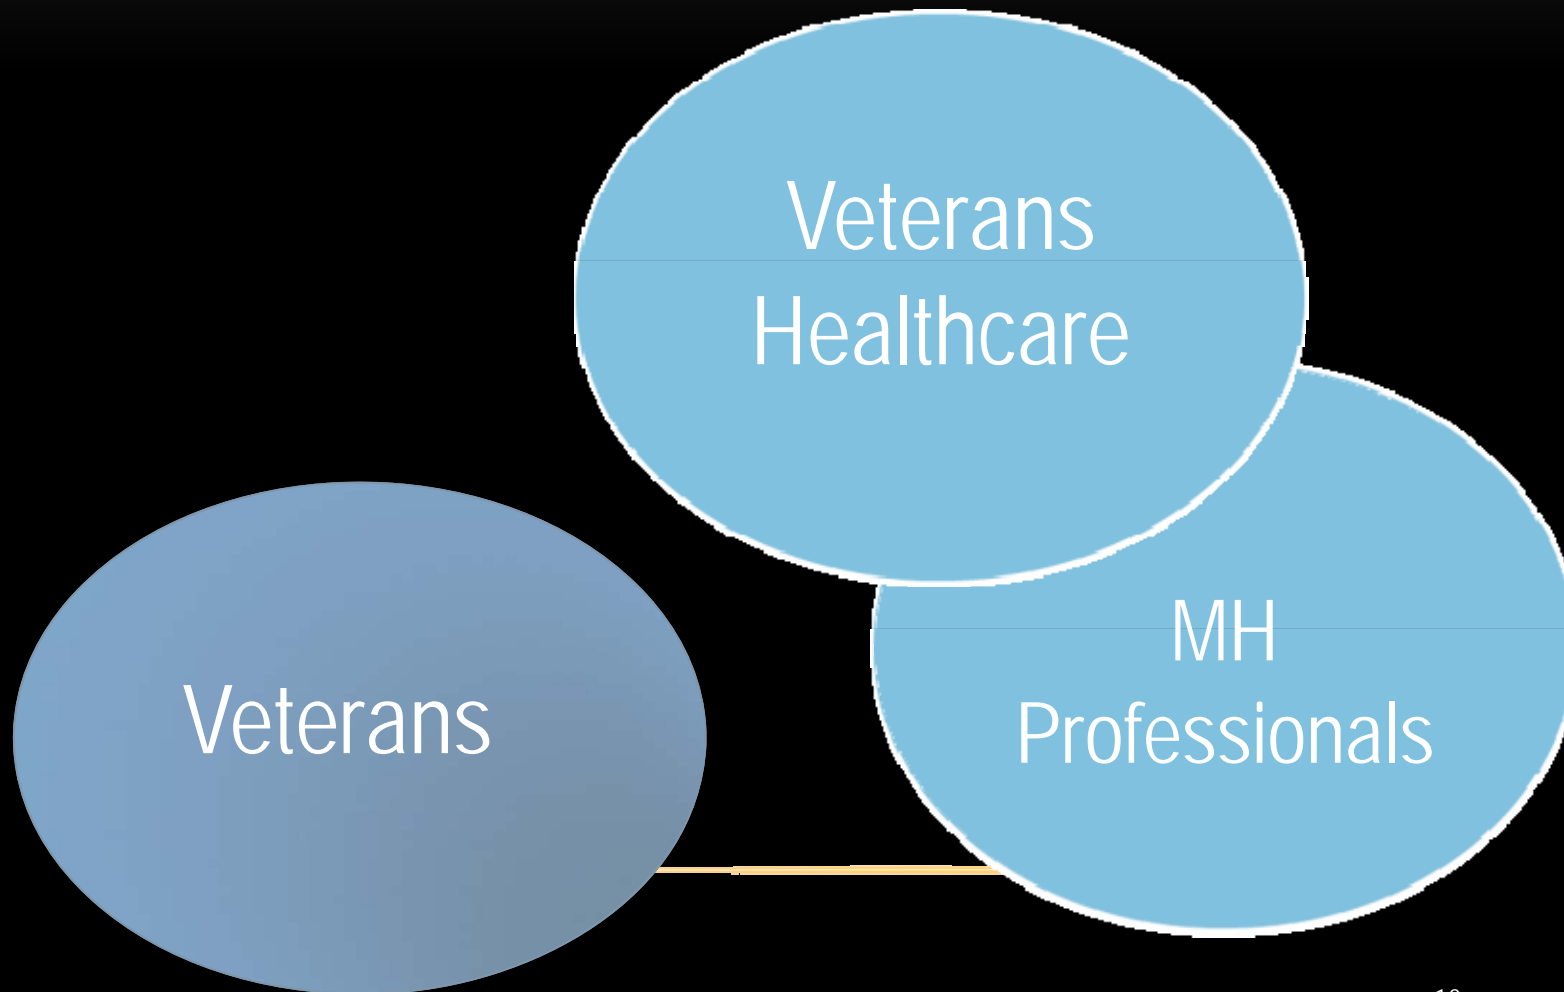 Veterans
Healthcare
MH
Professionals
Veterans